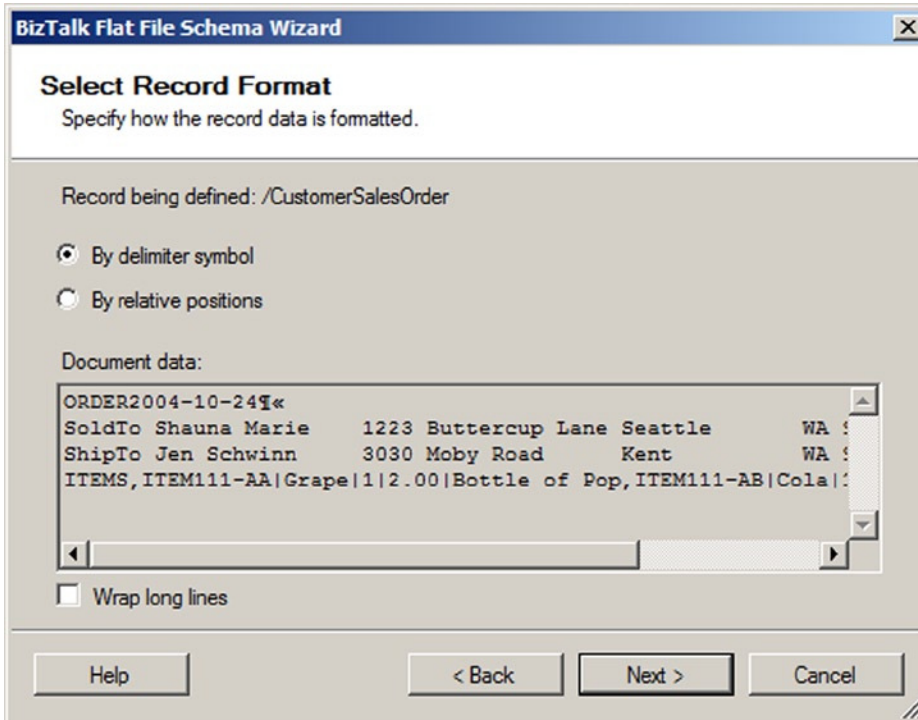 BizTalk Flat File Schema Wizard
Select Record Format
Specify how the record data is formatted.
Record being defined: /CustomerSalesOrder
By delimiter symbol
By relative positions
Document data:
ORDER2004-10-24¶«
SoldTo Shauna Marie 1223 Buttercup Lane Seattle WA
ShipTo Jen Schwinn 3030 Moby Road Kent WA
ITEMS,ITEM111-AA|Grape|1|2.00|Bottle of Pop,ITEM111-AB|Cola|
Wrap long lines
Help
< Back
Next >
Cancel